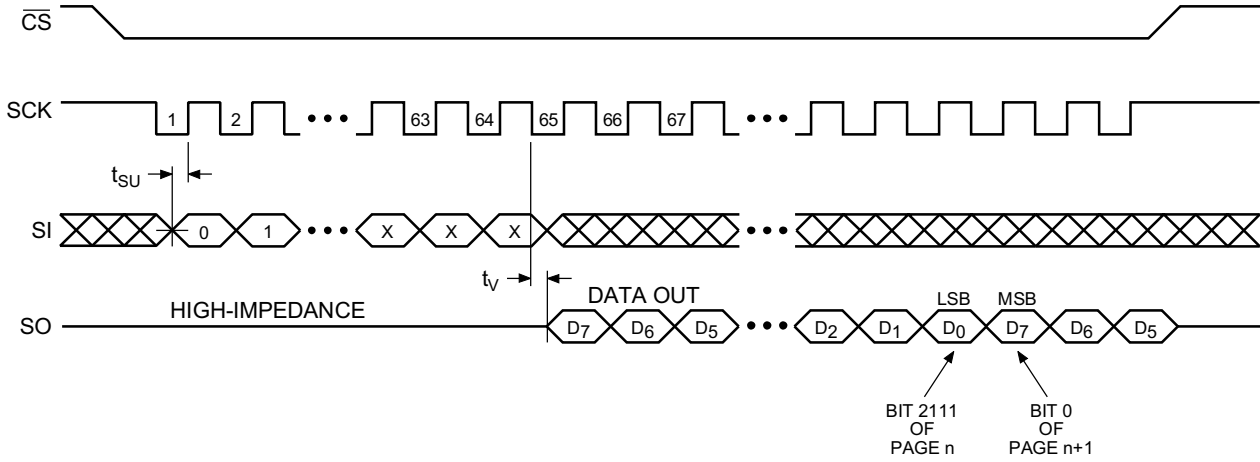 CS
SCK 1 2 ••• 63 64 65 66 67 •••
tSU
SI 0 1 ••• X X X •••
tV
HIGH-IMPEDANCE DATA OUT LSB MSB
SO D7 D6 D5 ••• D2 D1 D0 D7 D6 D5
BIT 2111
OF
PAGE n
BIT 0
OF
PAGE n+1